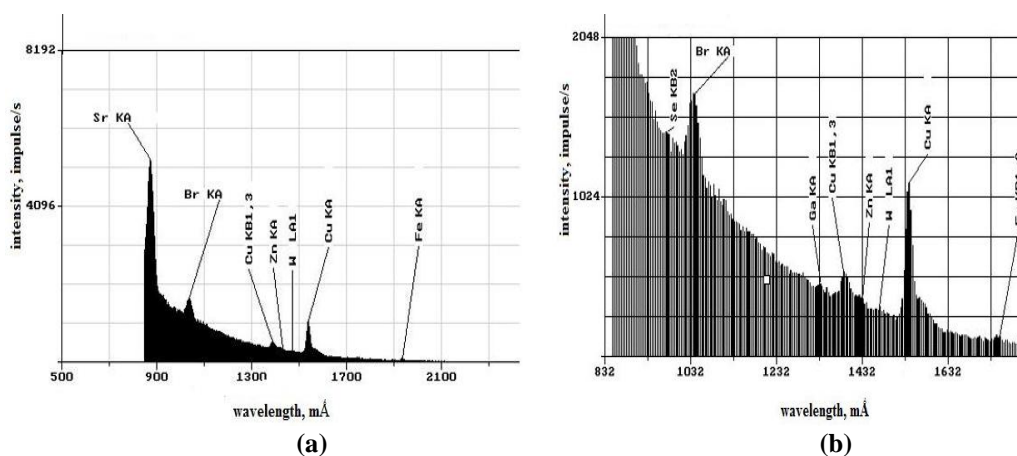 8192
4096
intensity, impulse/s
Sr KA
Br KA
Cu KB1,3
Zn KA
W LA1
Cu KA
Fe KA
500 900 1300 1700 2100
wavelength, mÅ
(a)
2048
1024
intensity, impulse/s
Se KB2
Br KA
Ga KA
Cu KB1,3
Zn KA
W LA1
Cu KA
832 1032 1232 1432 1632
wavelength, mÅ
(b)